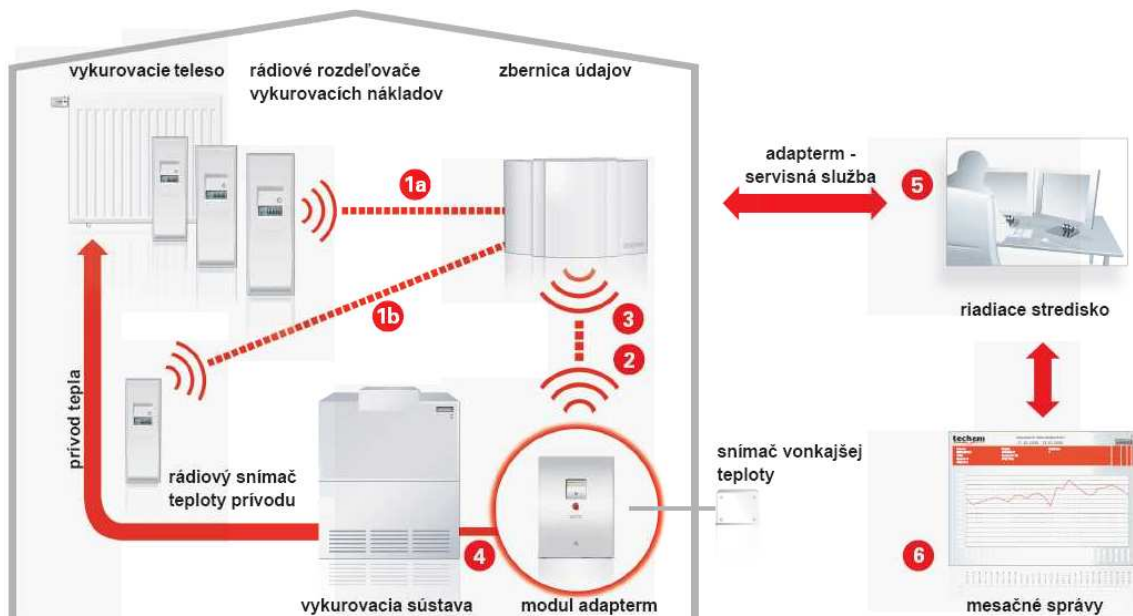 vykurovacie teleso
rádiové rozdeľovače
vykurovacích nákladov
zbernica údajov
1a
adapterm -
servisná služba
5
1b
3
riadiace stredisko
2
prívod tepla
rádiový snímač
teploty prívodu
snímač vonkajšej
teploty
techem
4
6
vykurovacia sústava
modul adapterm
mesačné správy